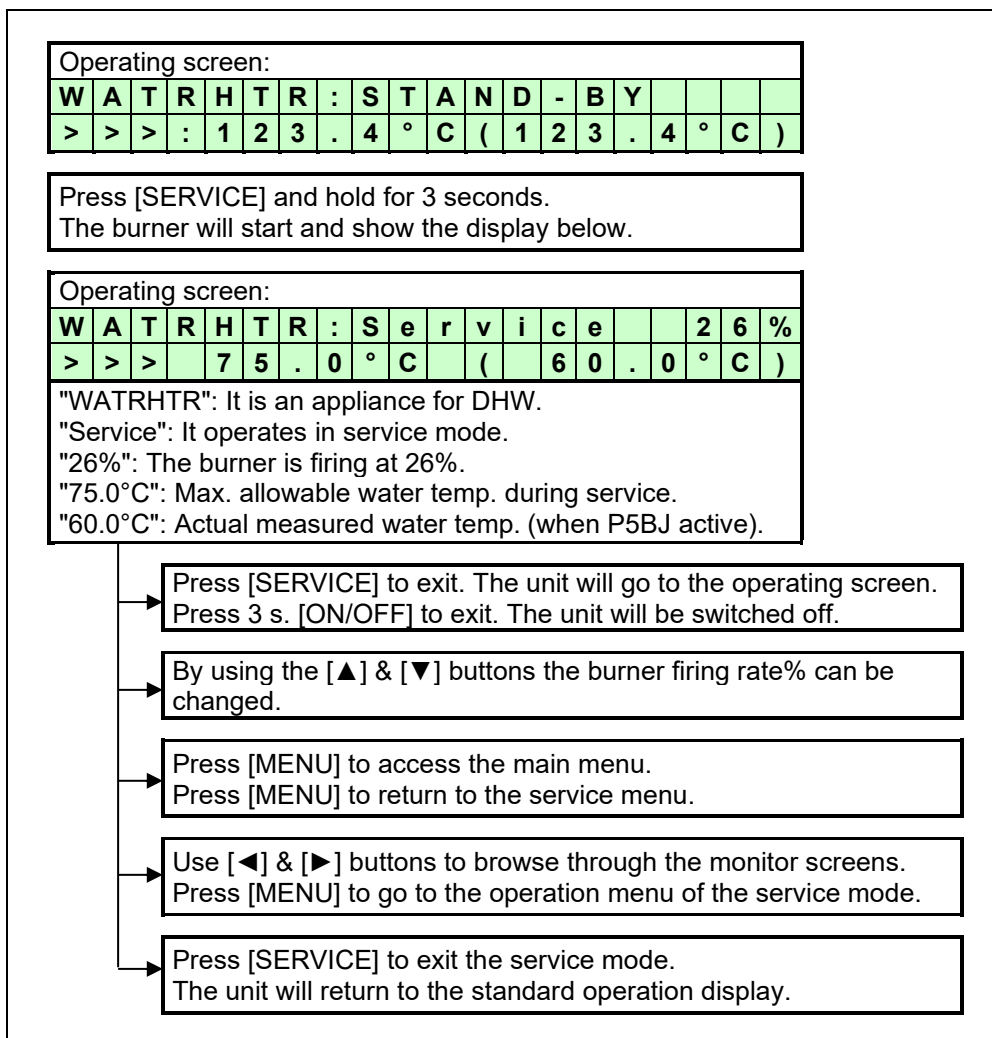 Operating screen:
WATRHTR:STAND-BY
>>>:123.4°C(123.4°C)
Press [SERVICE] and hold for 3 seconds.
The burner will start and show the display below.
Operating screen:
WATRHTR:Service  26%
>>> 75.0°C ( 60.0°C)
"WATRHTR": It is an appliance for DHW.
"Service": It operates in service mode.
"26%": The burner is firing at 26%.
"75.0°C": Max. allowable water temp. during service.
"60.0°C": Actual measured water temp. (when P5BJ active).
Press [SERVICE] to exit. The unit will go to the operating screen.
Press 3 s. [ON/OFF] to exit. The unit will be switched off.
By using the [▲] & [▼] buttons the burner firing rate% can be
changed.
Press [MENU] to access the main menu.
Press [MENU] to return to the service menu.
Use [◄] & [►] buttons to browse through the monitor screens.
Press [MENU] to go to the operation menu of the service mode.
Press [SERVICE] to exit the service mode.
The unit will return to the standard operation display.